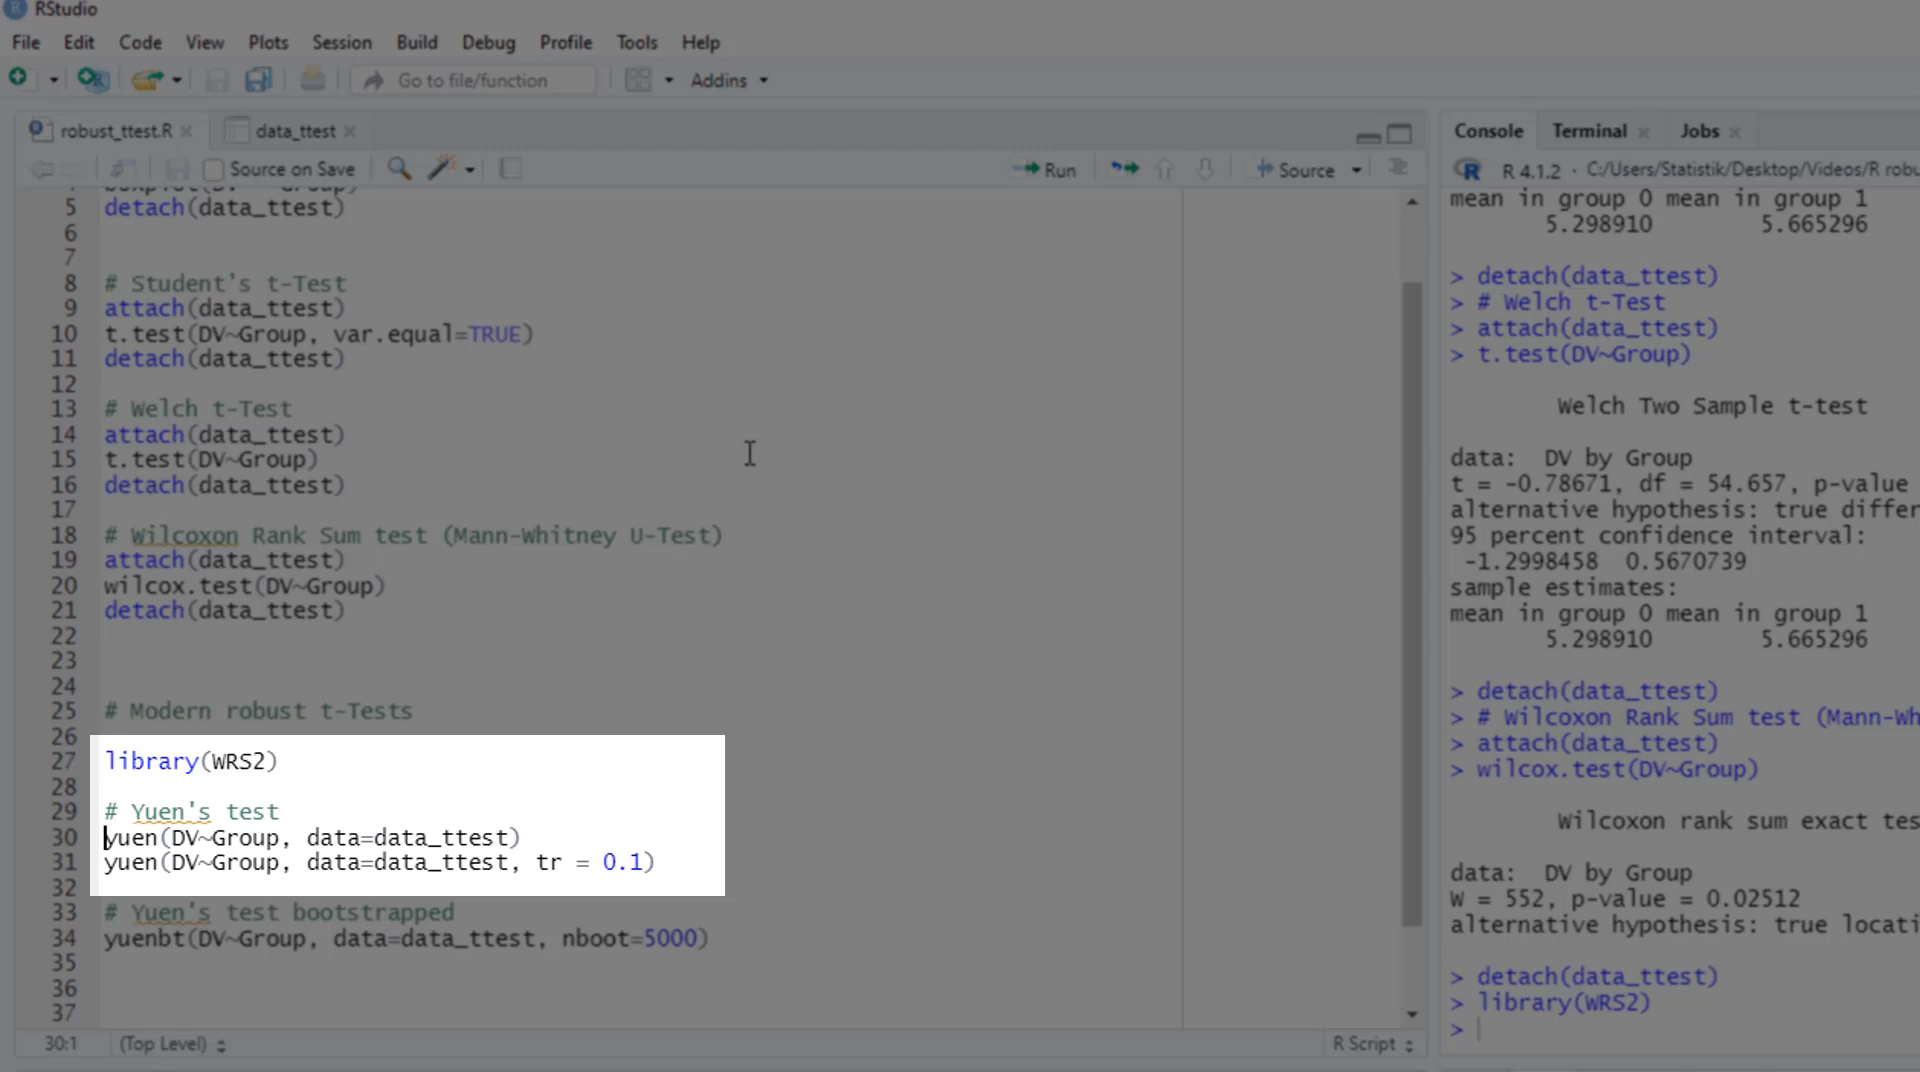 RStudio
File Edit Code View Plots Session Build Debug Profile Tools Help
Go to file/function Addins
robust_ttest.R data_ttest
Source on Save Run Source
5 detach(data_ttest)
6
7
8 # Student's t-Test
9 attach(data_ttest)
10 t.test(DV~Group, var.equal=TRUE)
11 detach(data_ttest)
12
13 # Welch t-Test
14 attach(data_ttest)
15 t.test(DV~Group)
16 detach(data_ttest)
17
18 # Wilcoxon Rank Sum test (Mann-Whitney U-Test)
19 attach(data_ttest)
20 wilcox.test(DV~Group)
21 detach(data_ttest)
22
23
24
25 # Modern robust t-Tests
26
27 library(WRS2)
28
29 # Yuen's test
30 yuen(DV~Group, data=data_ttest)
31 yuen(DV~Group, data=data_ttest, tr = 0.1)
32
33 # Yuen's test bootstrapped
34 yuenbt(DV~Group, data=data_ttest, nboot=5000)
35
36
37
30:1 (Top Level) R Script
Console Terminal Jobs
R 4.1.2 · C:/Users/Statistik/Desktop/Videos/R robu
mean in group 0 mean in group 1
5.298910 5.665296
> detach(data_ttest)
> # Welch t-Test
> attach(data_ttest)
> t.test(DV~Group)
Welch Two Sample t-test
data: DV by Group
t = -0.78671, df = 54.657, p-value
alternative hypothesis: true differ
95 percent confidence interval:
-1.2998458 0.5670739
sample estimates:
mean in group 0 mean in group 1
5.298910 5.665296
> detach(data_ttest)
> # Wilcoxon Rank Sum test (Mann-Wh
> attach(data_ttest)
> wilcox.test(DV~Group)
Wilcoxon rank sum exact tes
data: DV by Group
W = 552, p-value = 0.02512
alternative hypothesis: true locati
> detach(data_ttest)
> library(WRS2)
>